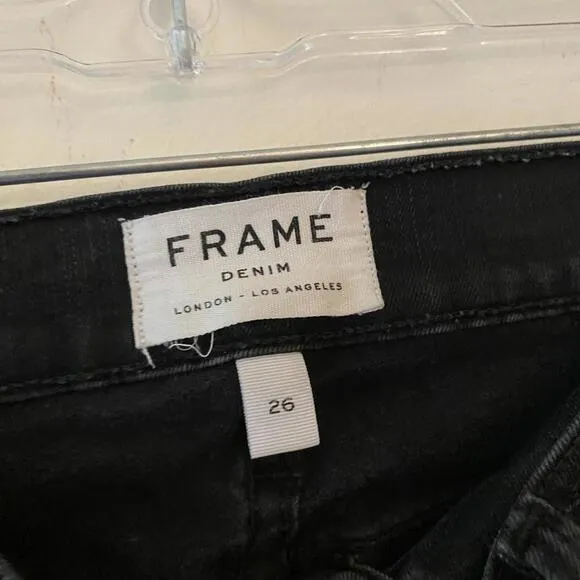 FRAME
DENIM
LONDON - LOS ANGELES
26